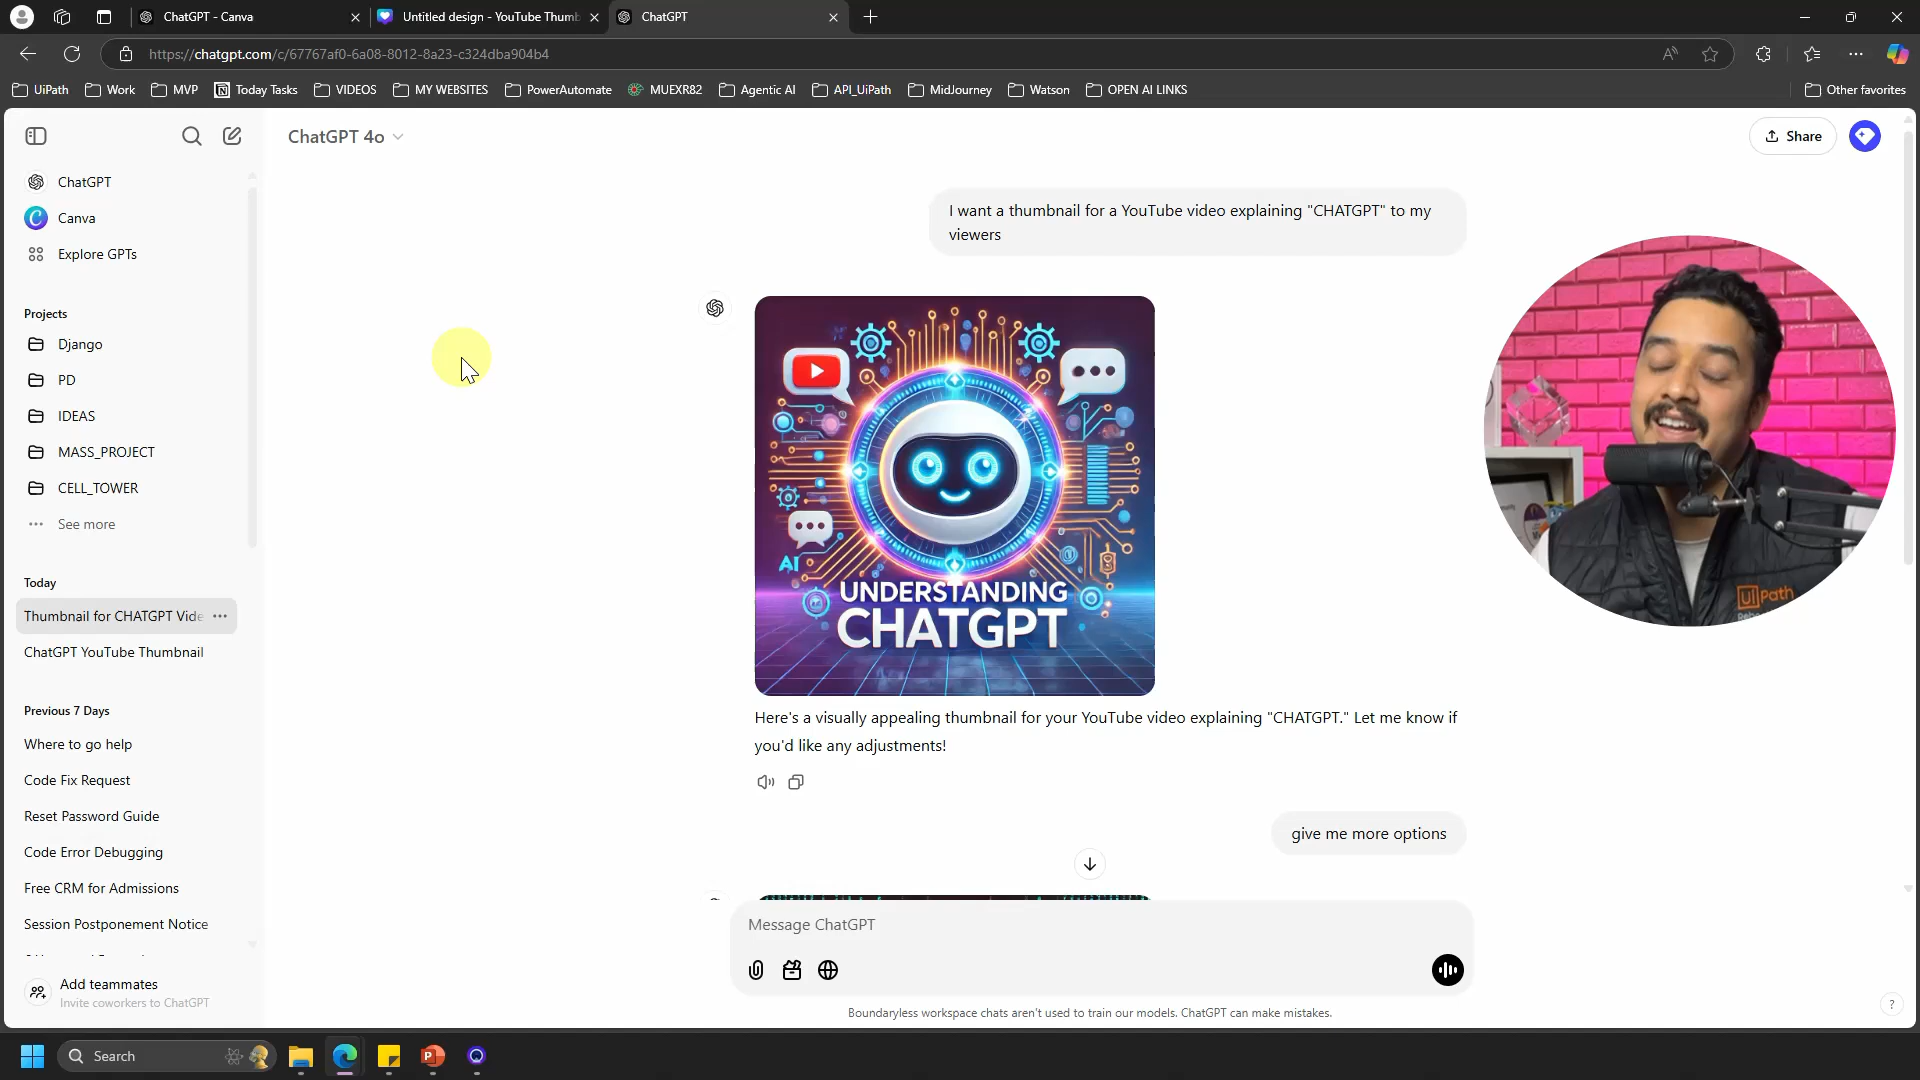 ChatGPT - Canva
Untitled design - YouTube Thumb
ChatGPT
https://chatgpt.com/c/67767af0-6a08-8012-8a23-c324dba904b4
UiPath
Work
MVP
Today Tasks
VIDEOS
MY WEBSITES
PowerAutomate
MUEXR82
Agentic AI
API_UiPath
MidJourney
Watson
OPEN AI LINKS
Other favorites
ChatGPT 4o
Share
ChatGPT
Canva
Explore GPTs
Projects
Django
PD
IDEAS
MASS_PROJECT
CELL_TOWER
See more
Today
Thumbnail for CHATGPT Vide
ChatGPT YouTube Thumbnail
Previous 7 Days
Where to go help
Code Fix Request
Reset Password Guide
Code Error Debugging
Free CRM for Admissions
Session Postponement Notice
Add teammates
Invite coworkers to ChatGPT
I want a thumbnail for a YouTube video explaining "CHATGPT" to my
viewers
AI
UNDERSTANDING
CHATGPT
Here's a visually appealing thumbnail for your YouTube video explaining "CHATGPT." Let me know if
you'd like any adjustments!
give me more options
Message ChatGPT
Boundaryless workspace chats aren't used to train our models. ChatGPT can make mistakes.
?
UiPath
Search